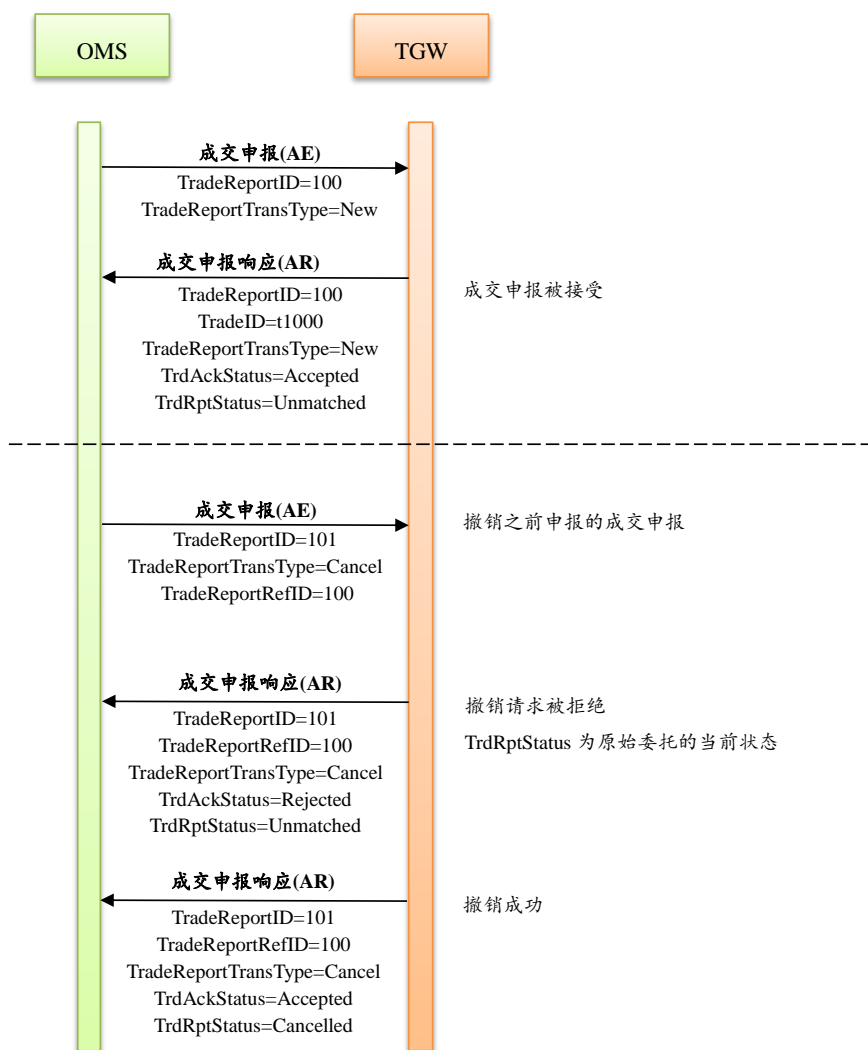 OMS
TGW
成交申报(AE)
TradeReportID=100
TradeReportTransType=New
成交申报响应(AR)
TradeReportID=100
TradeID=t1000
TradeReportTransType=New
TrdAckStatus=Accepted
TrdRptStatus=Unmatched
成交申报被接受
成交申报(AE)
TradeReportID=101
TradeReportTransType=Cancel
TradeReportRefID=100
撤销之前申报的成交申报
成交申报响应(AR)
TradeReportID=101
TradeReportRefID=100
TradeReportTransType=Cancel
TrdAckStatus=Rejected
TrdRptStatus=Unmatched
撤销请求被拒绝
TrdRptStatus 为原始委托的当前状态
成交申报响应(AR)
TradeReportID=101
TradeReportRefID=100
TradeReportTransType=Cancel
TrdAckStatus=Accepted
TrdRptStatus=Cancelled
撤销成功